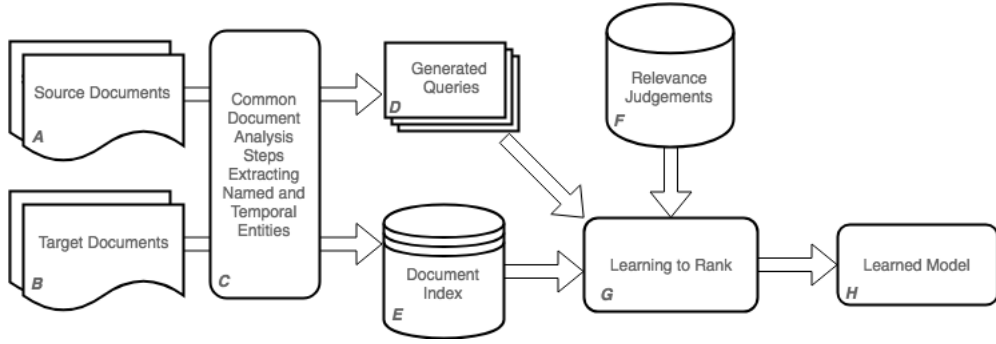 Source Documents
A
Target Documents
B
Common
Document
Analysis
Steps
Extracting
Named and
Temporal
Entities
C
Generated
Queries
D
Document
Index
E
Relevance
Judgements
F
Learning to Rank
G
Learned Model
H